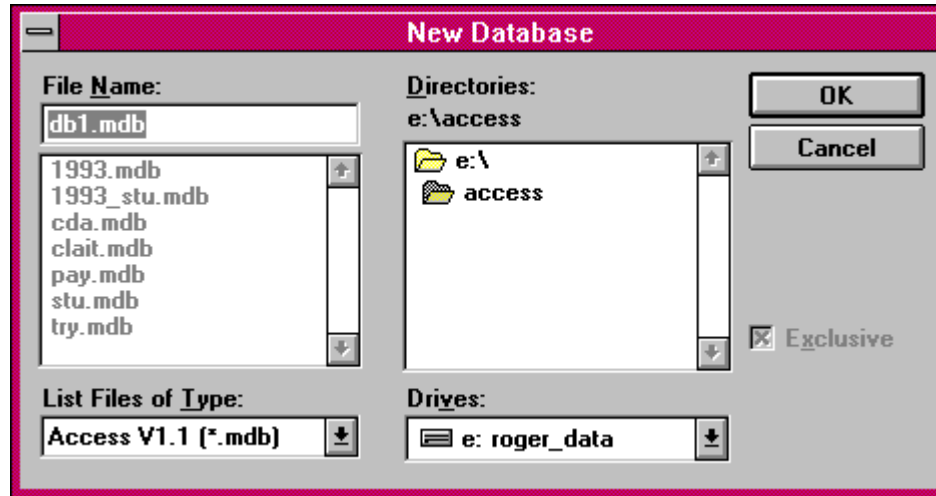 New Database
File Name:
db1.mdb
1993.mdb
1993_stu.mdb
cda.mdb
clait.mdb
pay.mdb
stu.mdb
try.mdb
List Files of Type:
Access V1.1 (*.mdb)
Directories:
e:\access
e:\
access
Drives:
e: roger_data
OK
Cancel
Exclusive